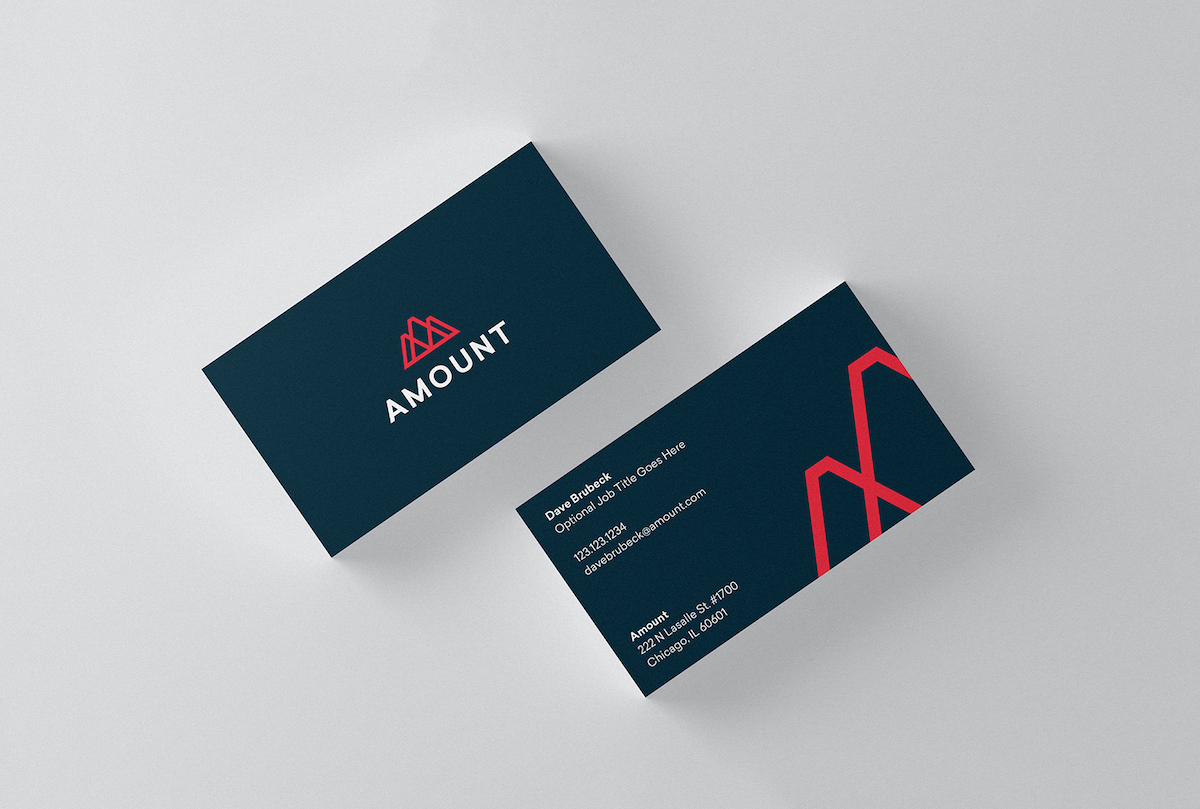 AMOUNT
Dave Brubeck
Optional Job Title Goes Here
123.123.1234
davebrubeck@amount.com
Amount
222 N Lasalle St. #1700
Chicago, IL 60601